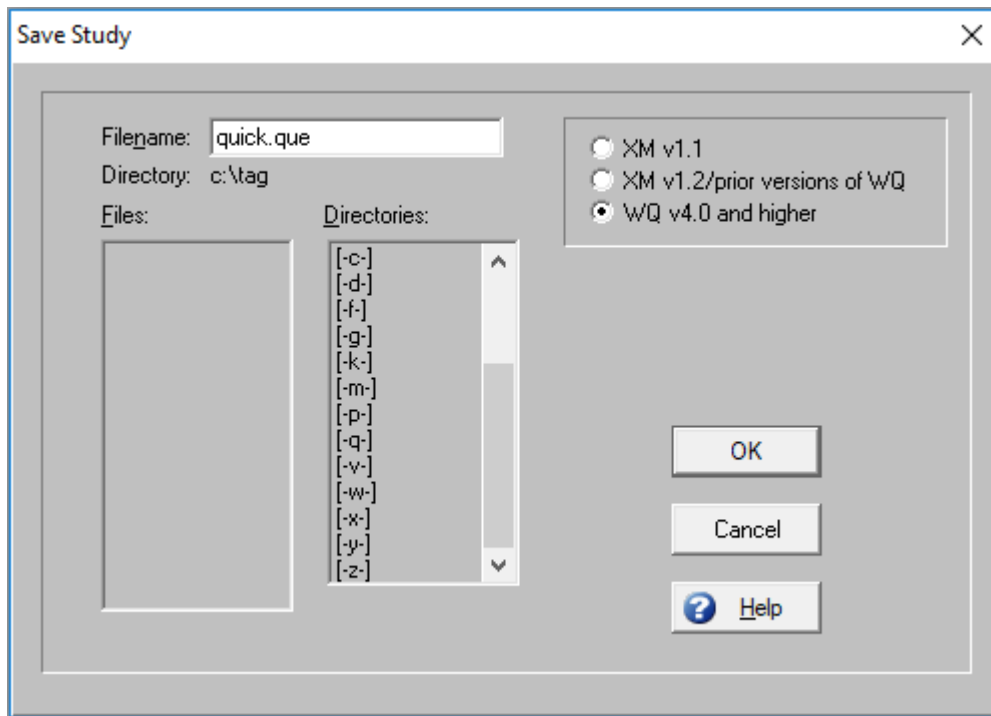 Save Study
Filename: quick.que
Directory: c:\tag
Files:
Directories:
[-c-]
[-d-]
[-f-]
[-g-]
[-k-]
[-m-]
[-p-]
[-q-]
[-v-]
[-w-]
[-x-]
[-y-]
[-z-]
XM v1.1
XM v1.2/prior versions of WQ
WQ v4.0 and higher
OK
Cancel
Help